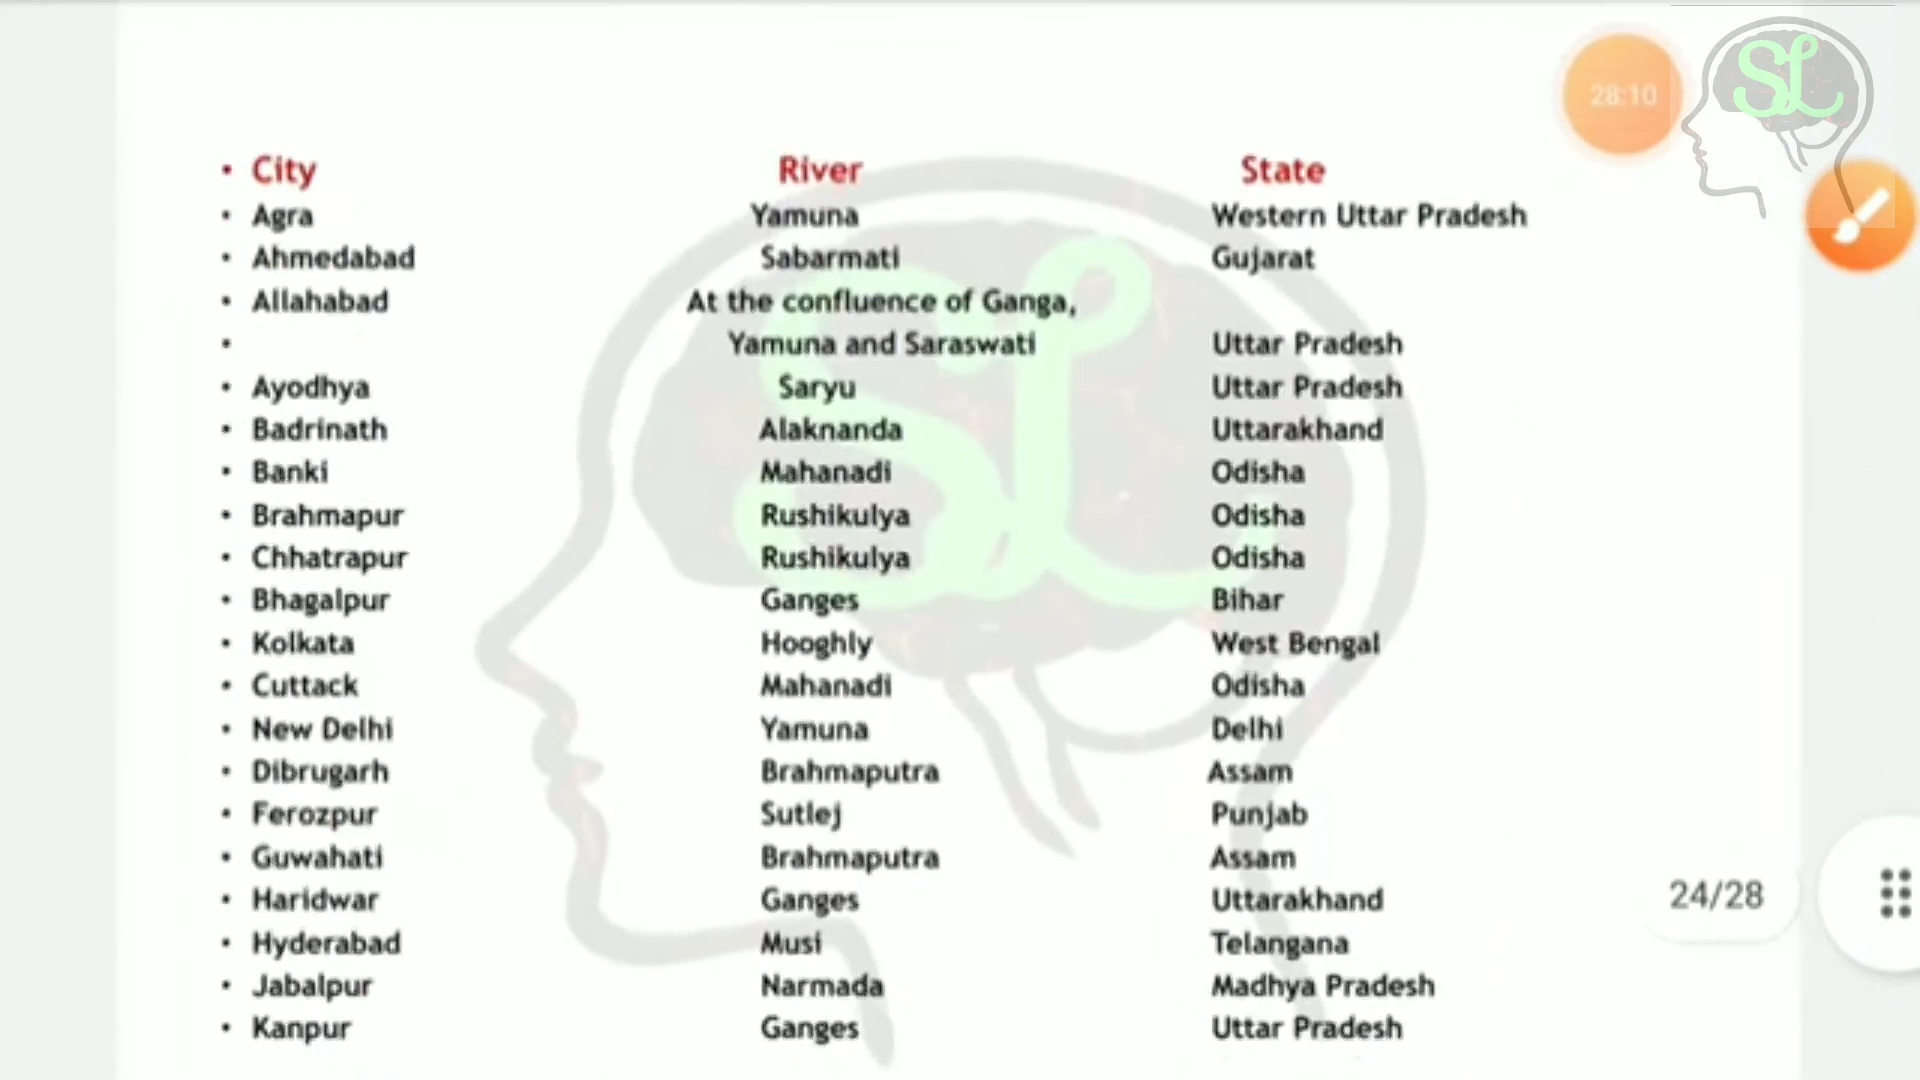 28:10
SL
• City River State
• Agra Yamuna Western Uttar Pradesh
• Ahmedabad Sabarmati Gujarat
• Allahabad At the confluence of Ganga,
• Yamuna and Saraswati Uttar Pradesh
• Ayodhya Saryu Uttar Pradesh
• Badrinath Alaknanda Uttarakhand
• Banki Mahanadi Odisha
• Brahmapur Rushikulya Odisha
• Chhatrapur Rushikulya Odisha
• Bhagalpur Ganges Bihar
• Kolkata Hooghly West Bengal
• Cuttack Mahanadi Odisha
• New Delhi Yamuna Delhi
• Dibrugarh Brahmaputra Assam
• Ferozpur Sutlej Punjab
• Guwahati Brahmaputra Assam
• Haridwar Ganges Uttarakhand
• Hyderabad Musi Telangana
• Jabalpur Narmada Madhya Pradesh
• Kanpur Ganges Uttar Pradesh
SL
24/28